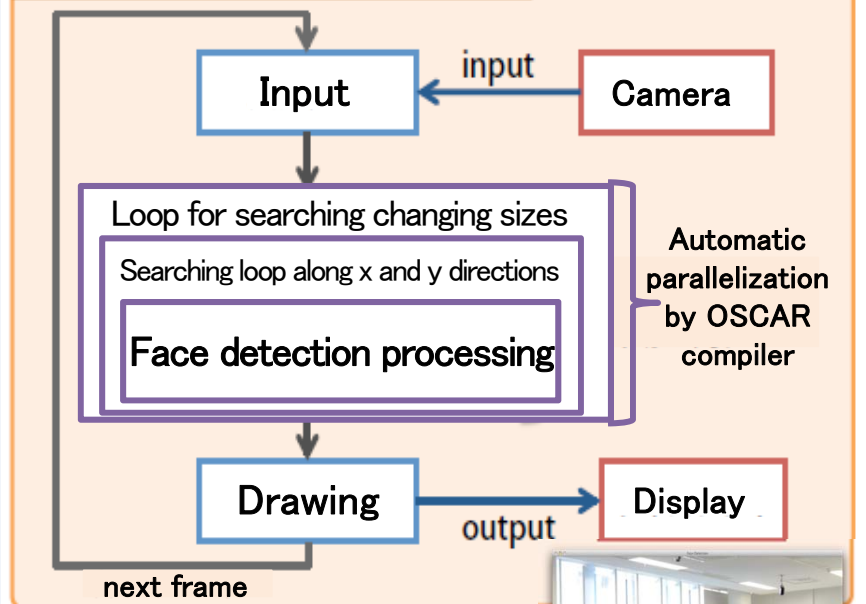 input
Input
Camera
Loop for searching changing sizes
Searching loop along x and y directions
Face detection processing
Automatic
parallelization
by OSCAR
compiler
Drawing
Display
output
next frame